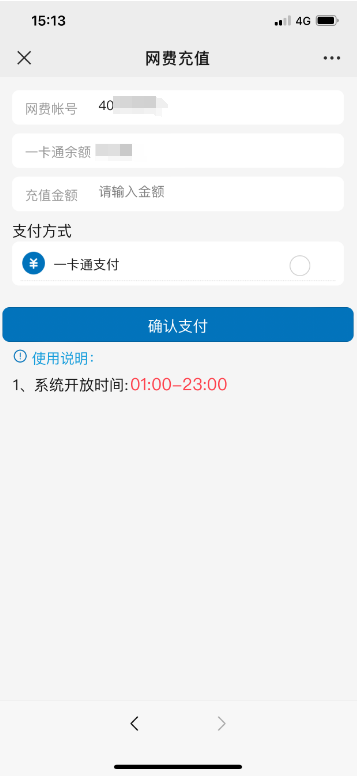 15:13
4G
网费充值
网费帐号 40
一卡通余额
充值金额 请输入金额
支付方式
¥ 一卡通支付
确认支付
使用说明：
1、系统开放时间:01:00-23:00